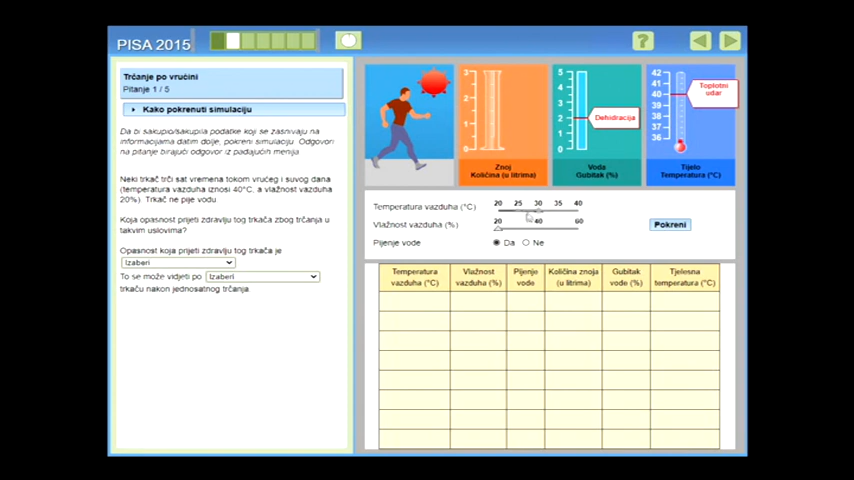 PISA 2015
?
Trčanje po vrućini
Pitanje 1 / 5
Kako pokrenuti simulaciju
Da bi sakupio/sakupila podatke koji se zasnivaju na
informacijama datim dolje, pokreni simulaciju. Odgovori
na pitanje birajući odgovor iz padajućih menija.
Neki trkač trči sat vremena tokom vrućeg i suvog dana
(temperatura vazduha iznosi 40°C, a vlažnost vazduha
20%). Trkač ne pije vodu
Koja opasnost prijeti zdravlju tog trkača zbog trčanja u
takvim uslovima?
Opasnost koja prijeti zdravlju tog trkača je
Izaberi
To se može vidjeti po Izaberi
trkaču nakon jednosatnog trčanja
3
2
1
0
Znoj
Količina (u litrima)
5
4
3
2
1
0
Dehidracija
Voda
Gubitak (%)
42
41
40
39
38
37
36
Toplotni
udar
Tijelo
Temperatura (°C)
Temperatura vazduha (°C) 20 25 30 35 40
Vlažnost vazduha (%) 20 40 60
Pijenje vode Da Ne
Pokreni
Temperatura vazduha (°C)
Vlažnost vazduha (%)
Pijenje vode
Količina znoja (u litrima)
Gubitak vode (%)
Tjelesna temperatura (°C)